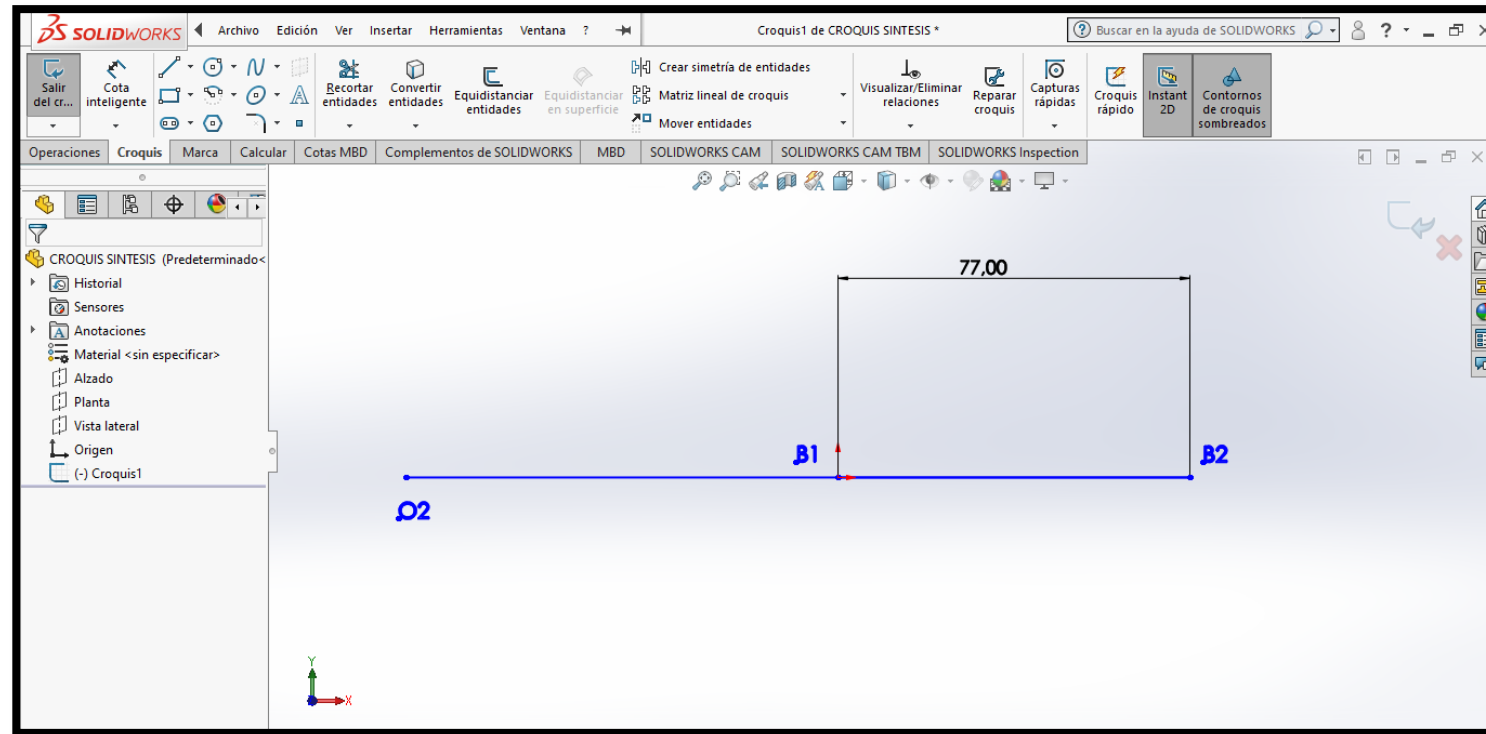 SOLIDWORKS Archivo Edición Ver Insertar Herramientas Ventana ? Croquis1 de CROQUIS SINTESIS * Buscar en la ayuda de SOLIDWORKS ?
Salir del cr...
Cota inteligente
Recortar entidades
Convertir entidades
Equidistanciar entidades
Equidistanciar en superficie
Crear simetría de entidades
Matriz lineal de croquis
Mover entidades
Visualizar/Eliminar relaciones
Reparar croquis
Capturas rápidas
Croquis rápido
Instant 2D
Contornos de croquis sombreados
Operaciones Croquis Marca Calcular Cotas MBD Complementos de SOLIDWORKS MBD SOLIDWORKS CAM SOLIDWORKS CAM TBM SOLIDWORKS Inspection
CROQUIS SINTESIS (Predeterminado<
Historial
Sensores
Anotaciones
Material <sin especificar>
Alzado
Planta
Vista lateral
Origen
(-) Croquis1
77,00
B1
B2
O2
Y
X